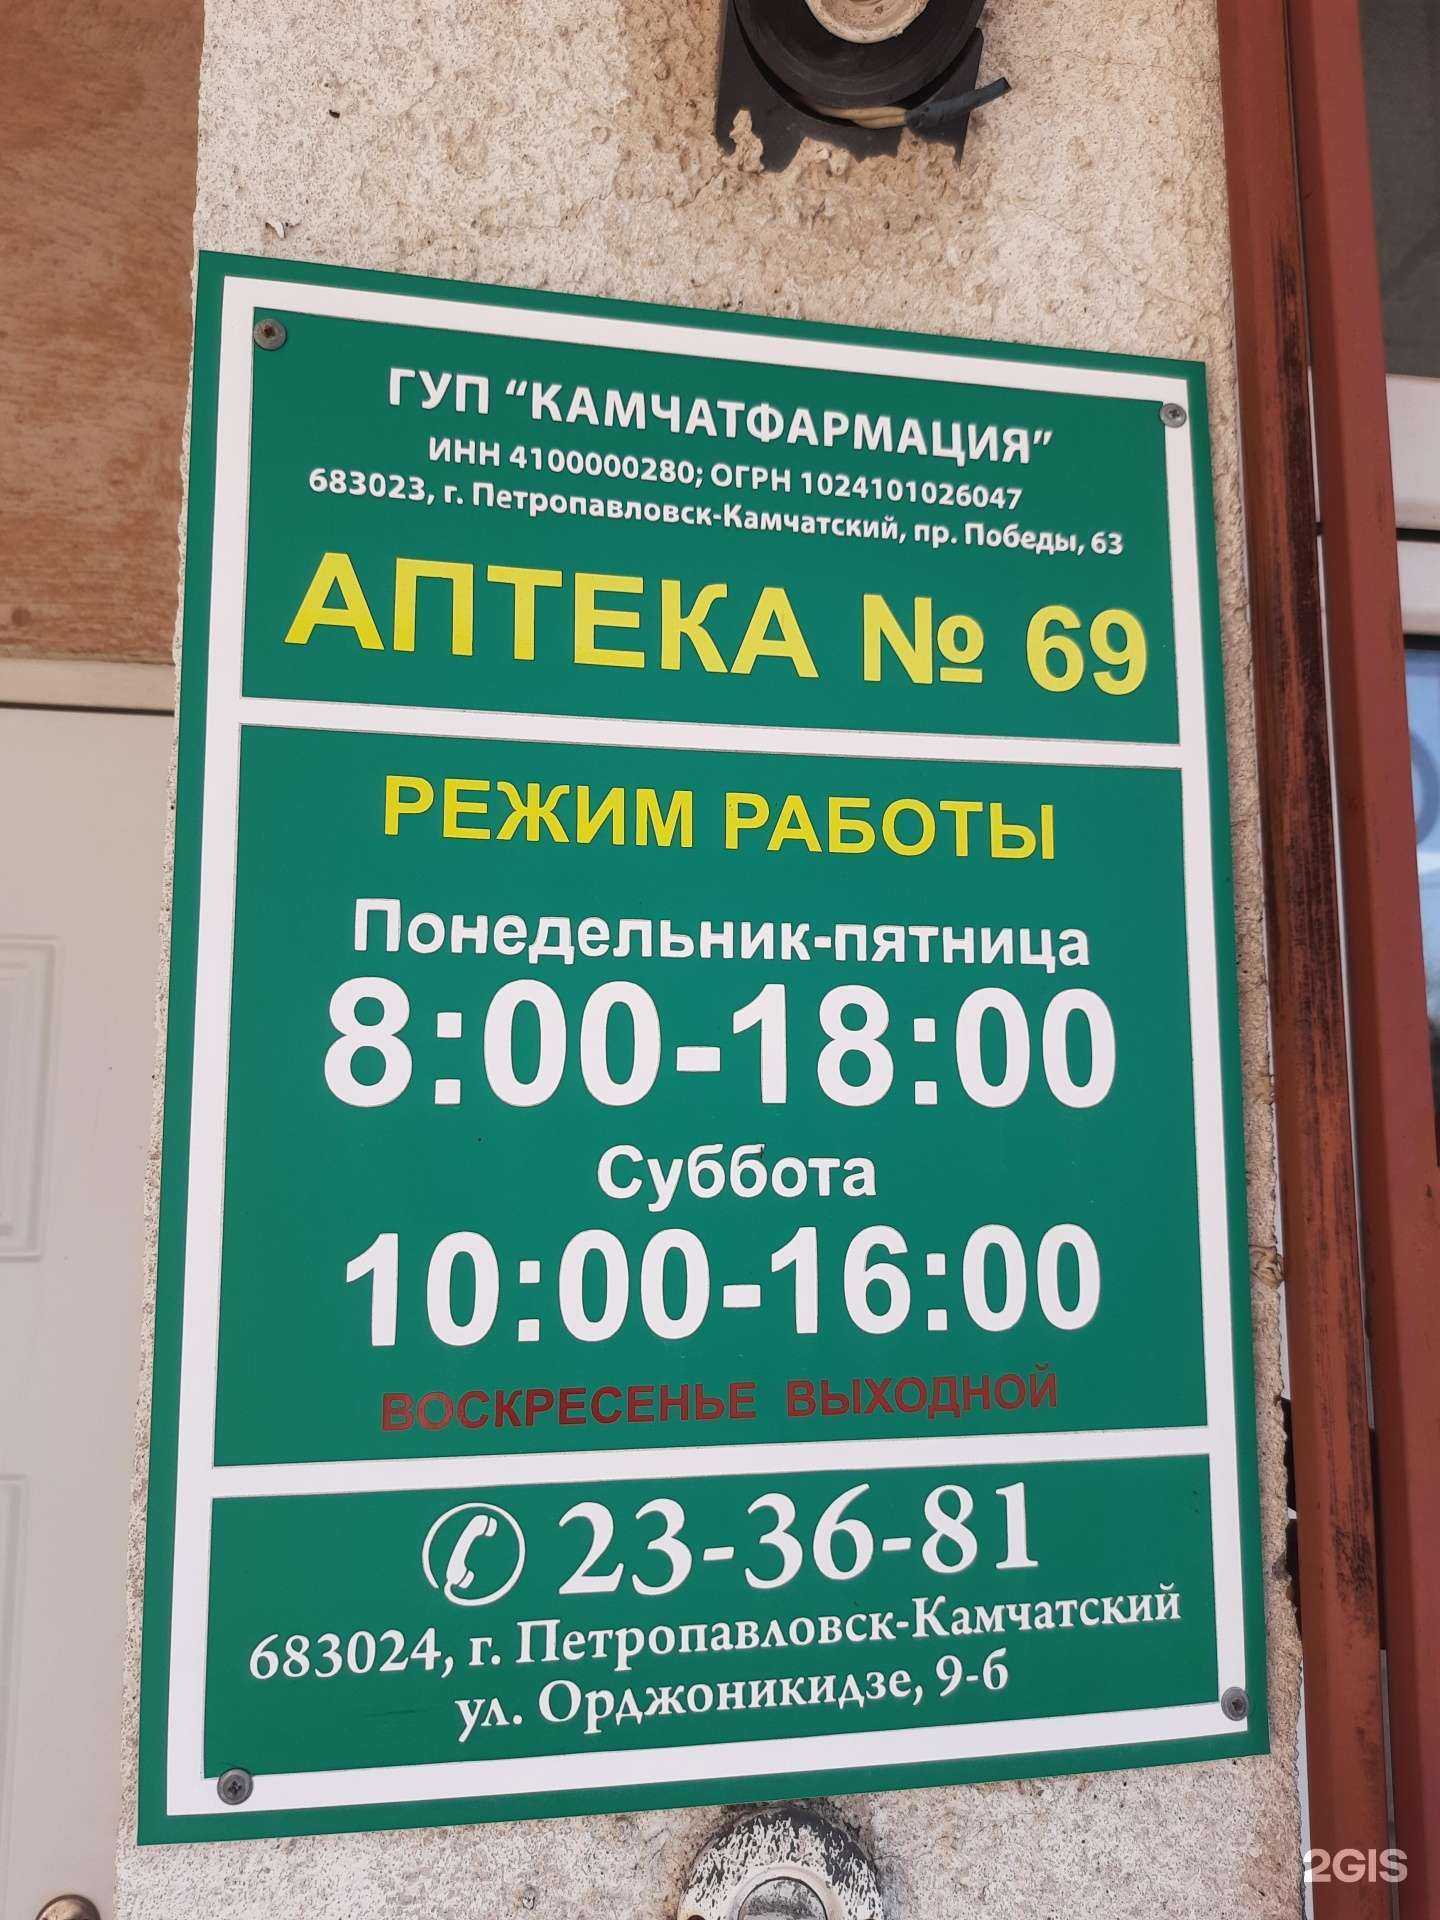 ГУП “КАМЧАТФАРМАЦИЯ”
ИНН 4100000280; ОГРН 1024101026047
683023, г. Петропавловск-Камчатский, пр. Победы, 63
АПТЕКА № 69
РЕЖИМ РАБОТЫ
Понедельник-пятница
8:00-18:00
Суббота
10:00-16:00
ВОСКРЕСЕНЬЕ ВЫХОДНОЙ
23-36-81
683024, г. Петропавловск-Камчатский
ул. Орджоникидзе, 9-б
2GIS